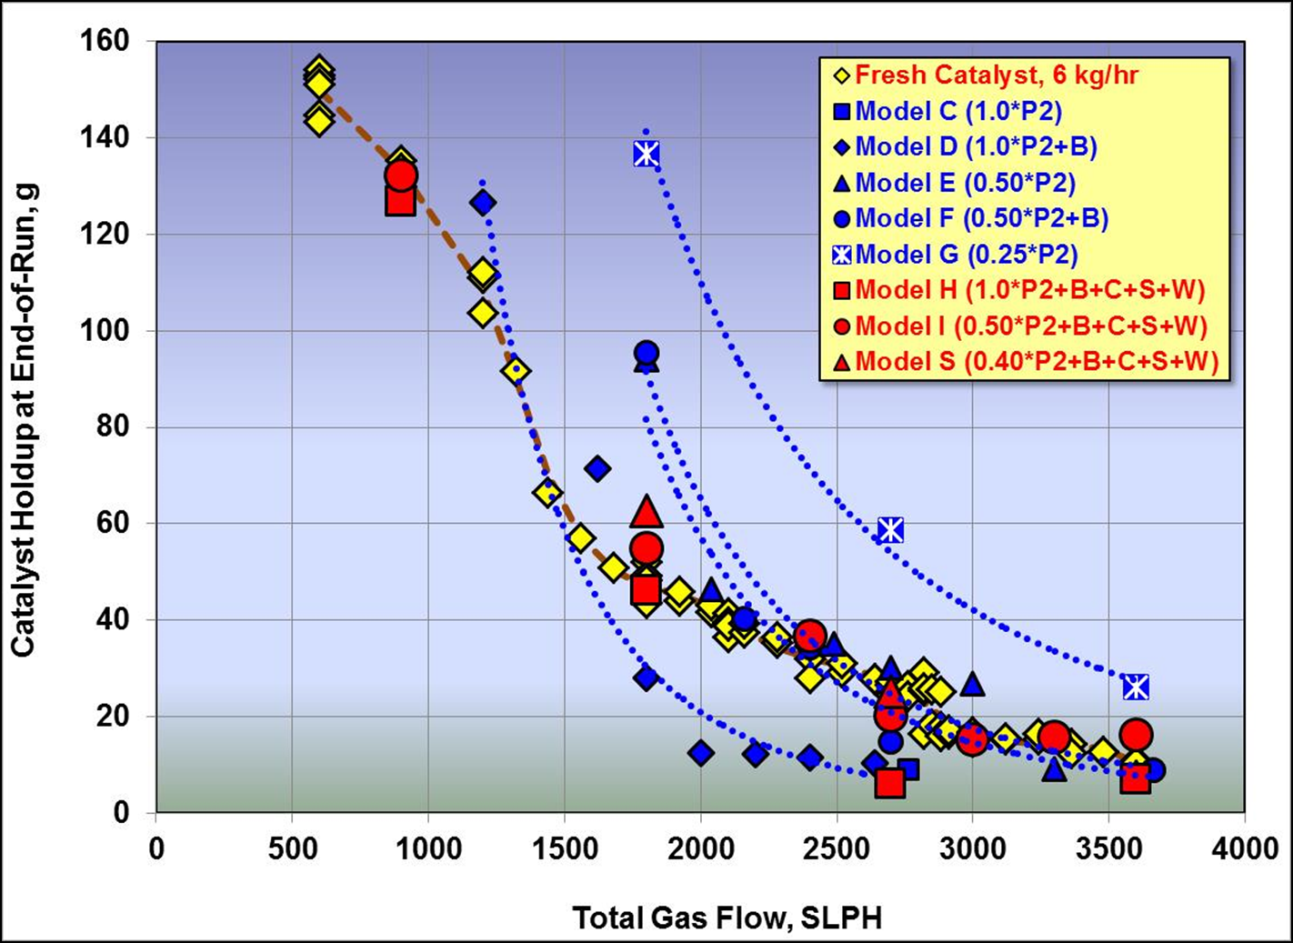 160
140
120
100
80
60
40
20
0
Catalyst Holdup at End-of-Run, g
Fresh Catalyst, 6 kg/hr
Model C (1.0*P2)
Model D (1.0*P2+B)
Model E (0.50*P2)
Model F (0.50*P2+B)
Model G (0.25*P2)
Model H (1.0*P2+B+C+S+W)
Model I (0.50*P2+B+C+S+W)
Model S (0.40*P2+B+C+S+W)
0 500 1000 1500 2000 2500 3000 3500 4000
Total Gas Flow, SLPH